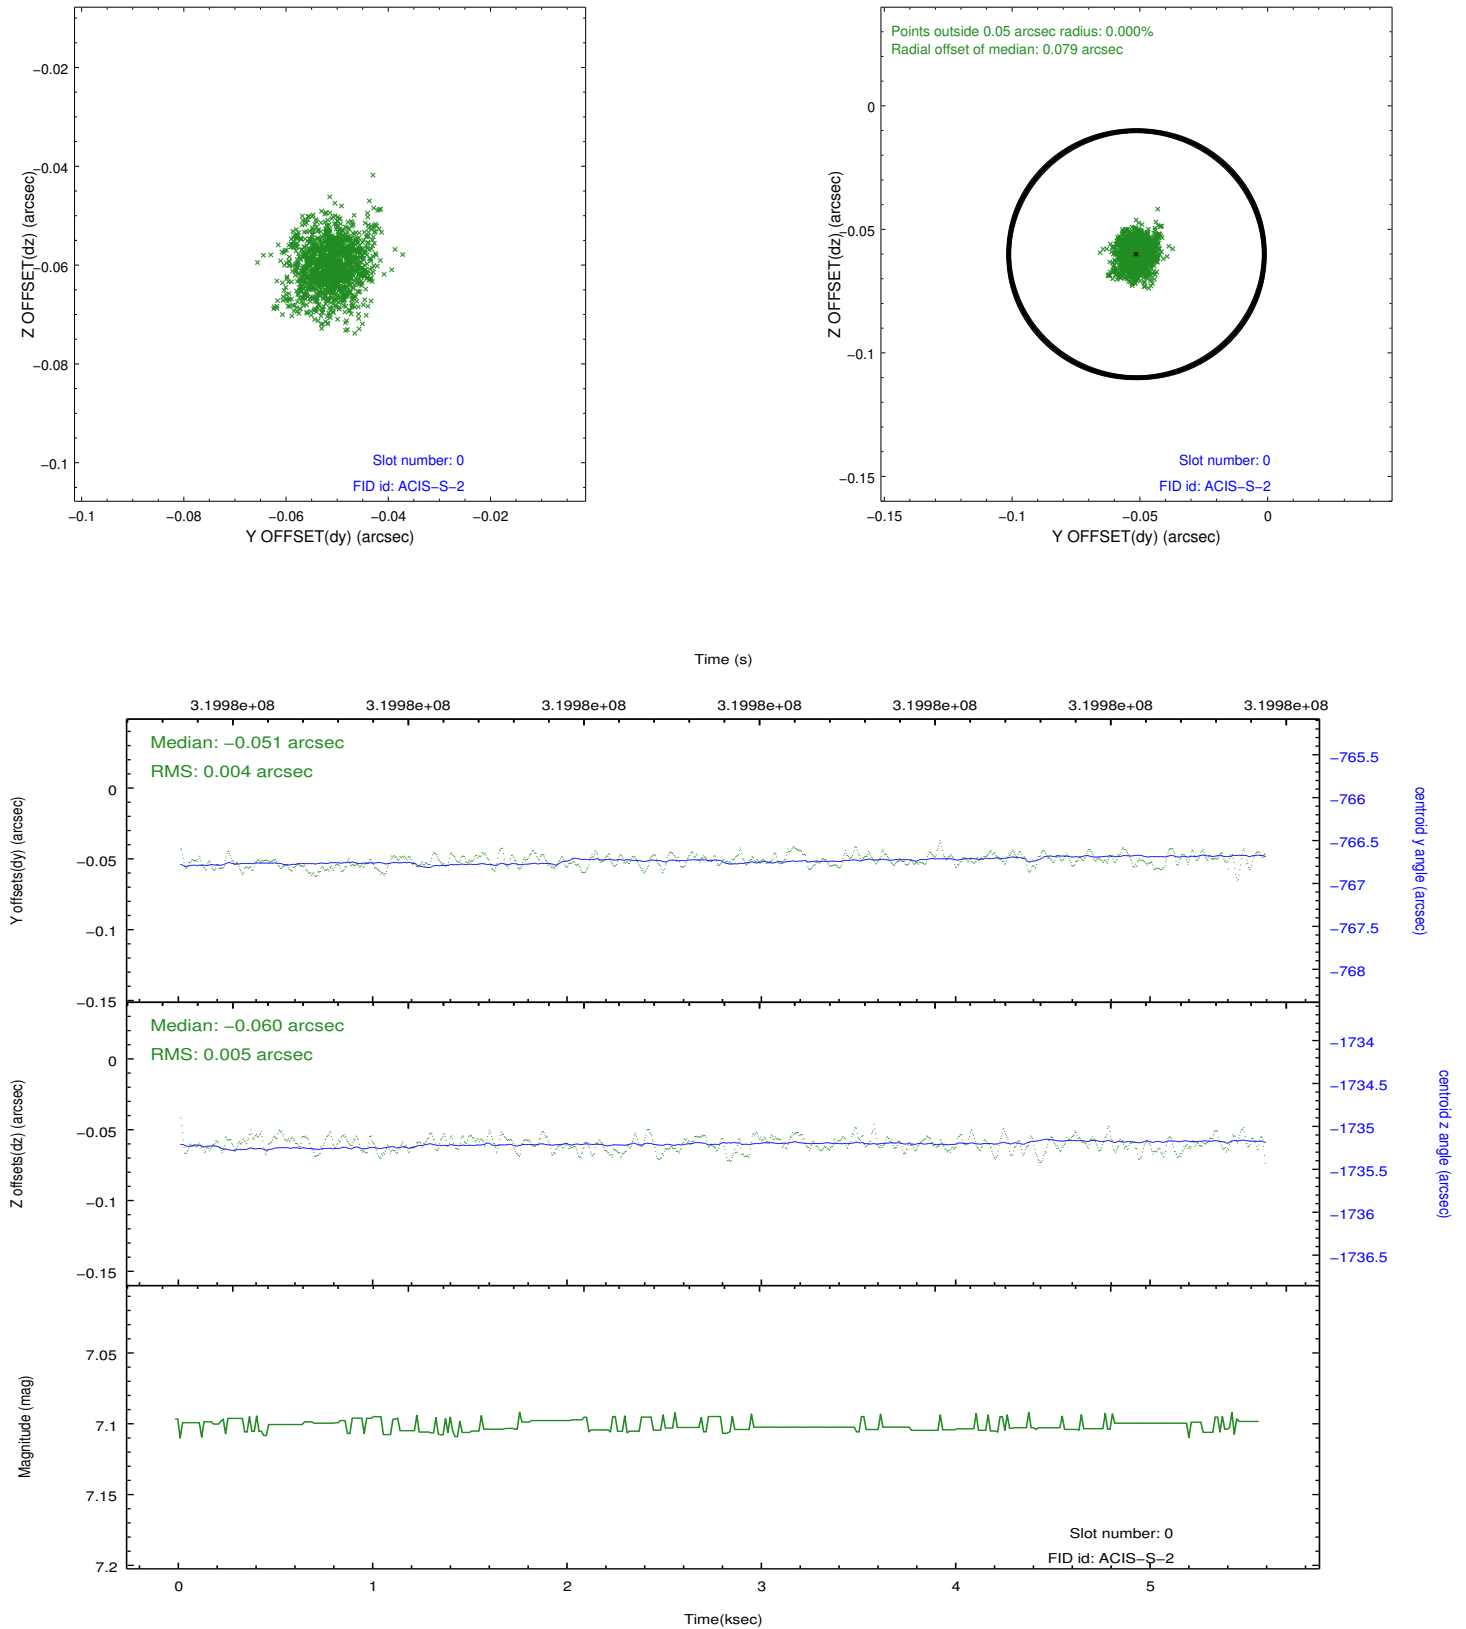 −0.02
−0.04
−0.06
−0.08
−0.1
Z OFFSET(dz) (arcsec)
Slot number: 0
FID id: ACIS−S−2
−0.1
−0.08
−0.06
−0.04
−0.02
Y OFFSET(dy) (arcsec)
Points outside 0.05 arcsec radius: 0.000%
Radial offset of median: 0.079 arcsec
0
−0.05
−0.1
−0.15
Z OFFSET(dz) (arcsec)
Slot number: 0
FID id: ACIS−S−2
−0.15
−0.1
−0.05
0
Y OFFSET(dy) (arcsec)
Time (s)
3.1998e+08
3.1998e+08
3.1998e+08
3.1998e+08
3.1998e+08
3.1998e+08
3.1998e+08
Median: −0.051 arcsec
RMS: 0.004 arcsec
0
−0.05
−0.1
−0.15
Y offsets(dy) (arcsec)
−765.5
−766
−766.5
−767
−767.5
−768
centroid y angle (arcsec)
Median: −0.060 arcsec
RMS: 0.005 arcsec
0
−0.05
−0.1
−0.15
Z offsets(dz) (arcsec)
−1734
−1734.5
−1735
−1735.5
−1736
−1736.5
centroid z angle (arcsec)
7.05
7.1
7.15
7.2
Magnitude (mag)
Slot number: 0
FID id: ACIS−S−2
0
1
2
3
4
5
Time(ksec)